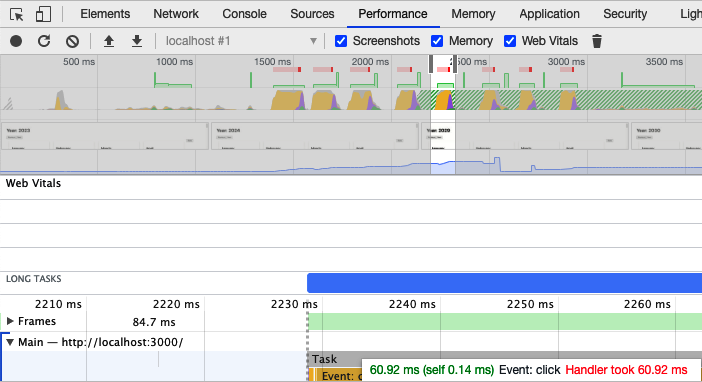 Elements Network Console Sources Performance Memory Application Security Ligh
localhost #1 Screenshots Memory Web Vitals
500 ms 1000 ms 1500 ms 2000 ms 2500 ms 3000 ms 3500 ms
Year: 2023 Year: 2024 Year: 2029 Year: 2030
Web Vitals
LONG TASKS
2210 ms 2220 ms 2230 ms 2240 ms 2250 ms 2260 ms
Frames 84.7 ms
Main — http://localhost:3000/
Task
Event: c
60.92 ms (self 0.14 ms) Event: click Handler took 60.92 ms